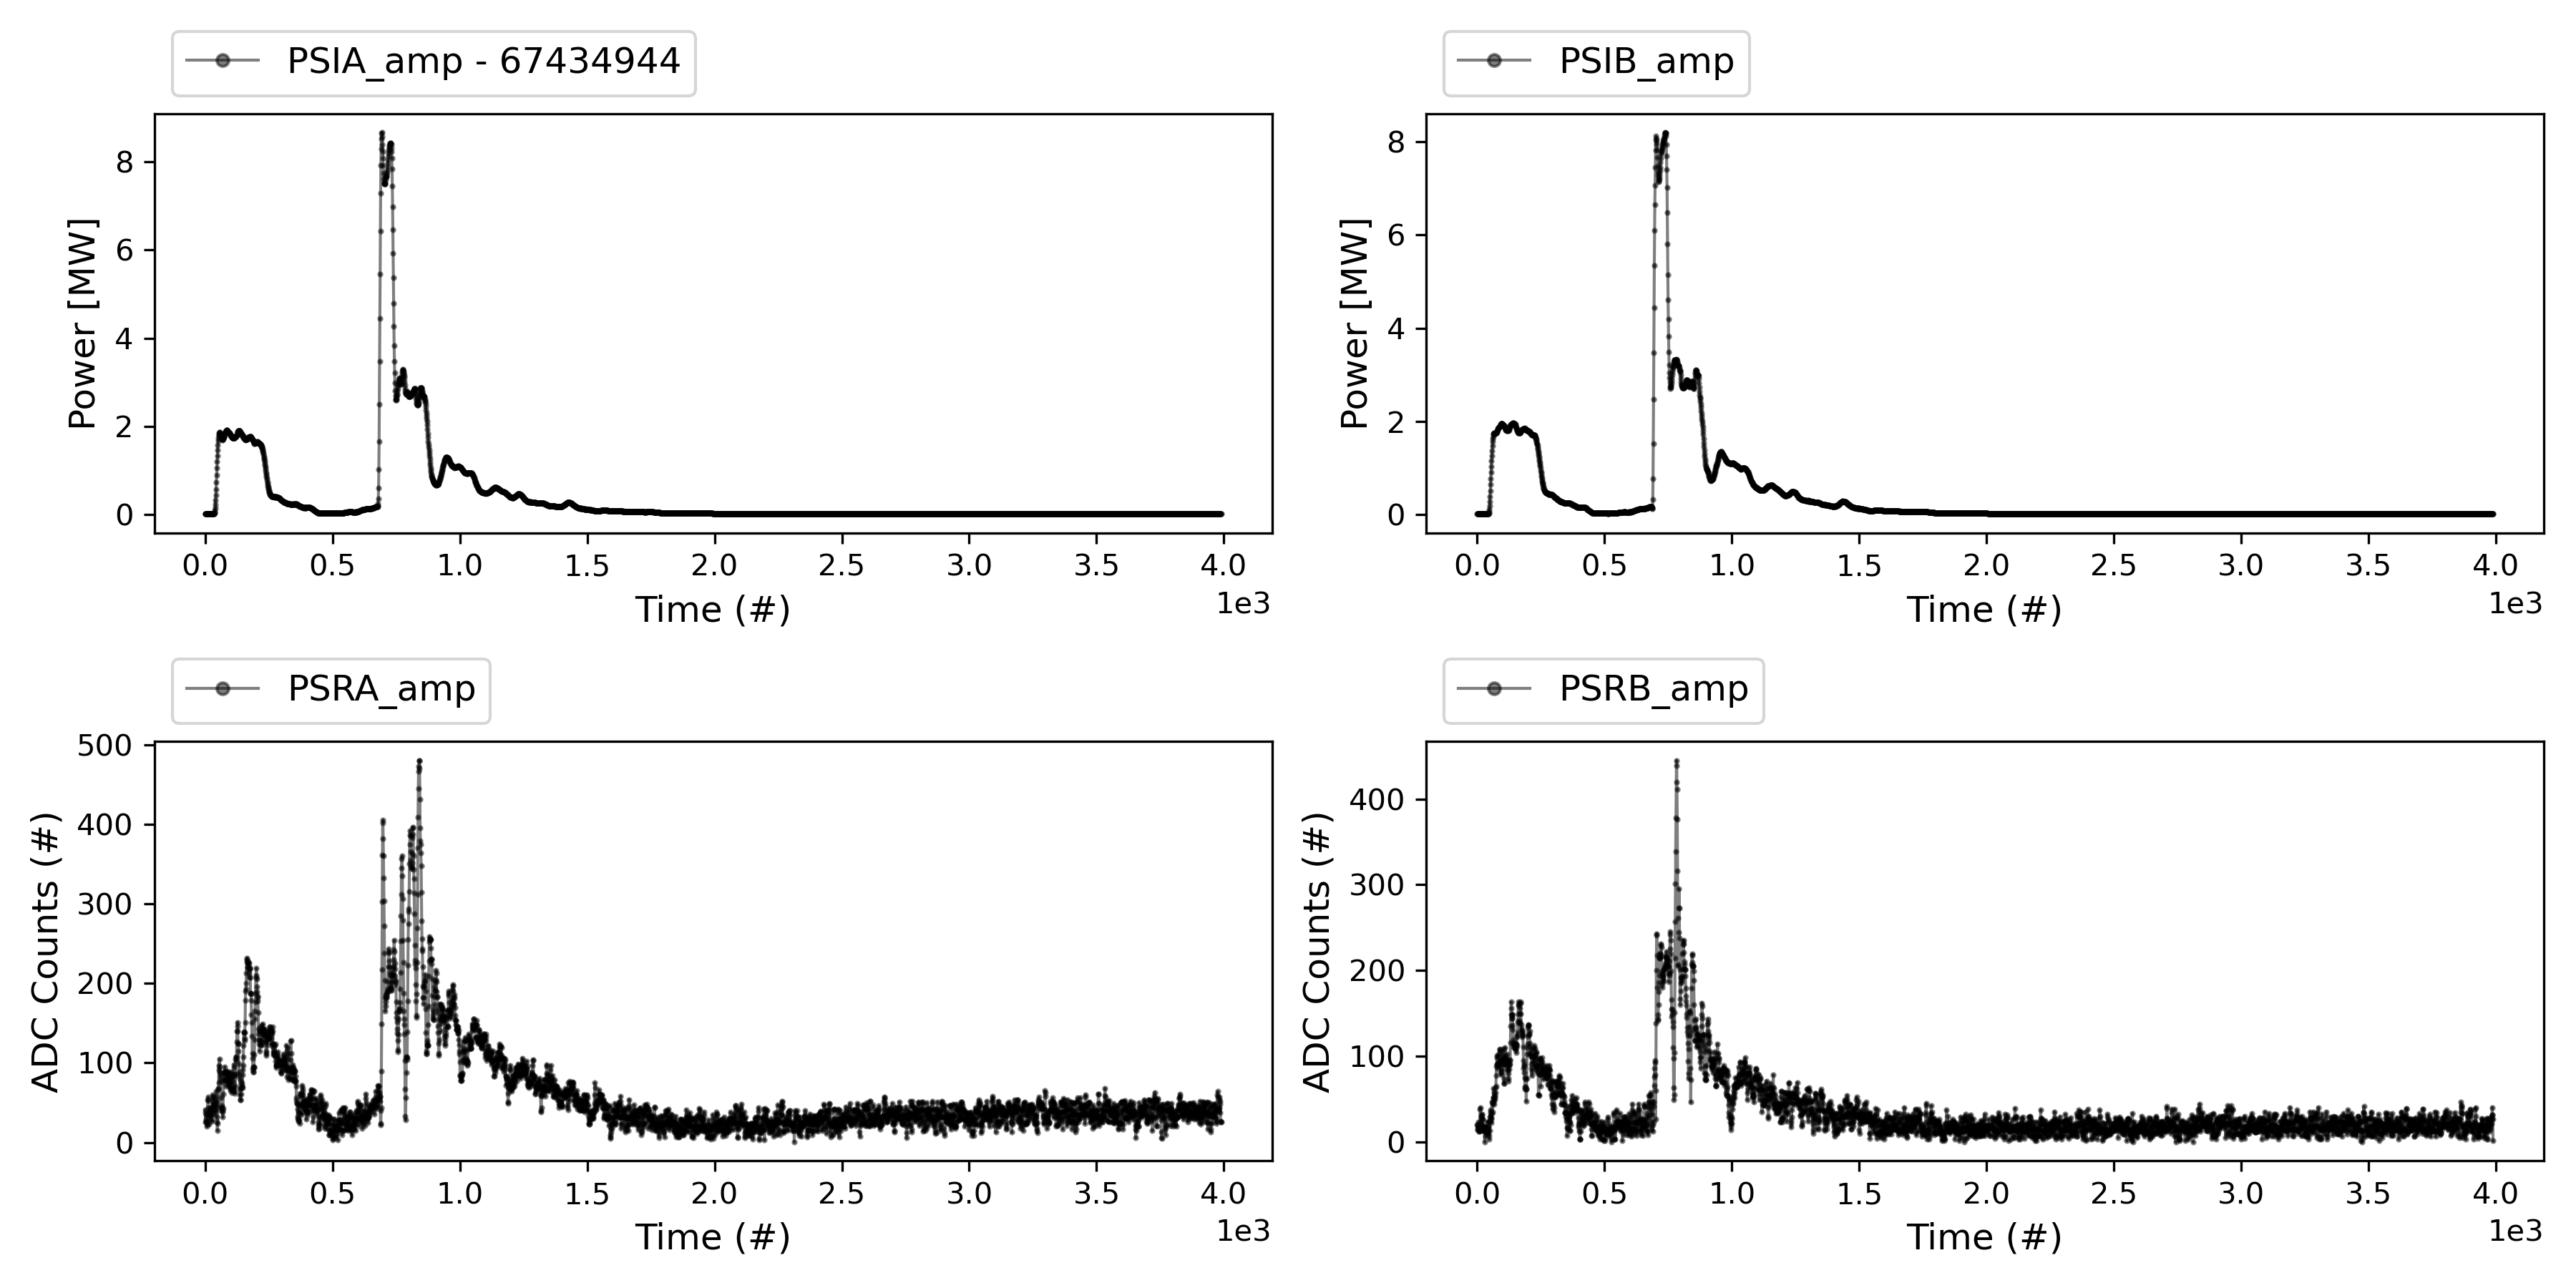 PSIA_amp - 67434944
Power [MW]
8
6
4
2
0
0.0 0.5 1.0 1.5 2.0 2.5 3.0 3.5 4.0
1e3
Time (#)
PSIB_amp
Power [MW]
8
6
4
2
0
0.0 0.5 1.0 1.5 2.0 2.5 3.0 3.5 4.0
1e3
Time (#)
PSRA_amp
ADC Counts (#)
500
400
300
200
100
0
0.0 0.5 1.0 1.5 2.0 2.5 3.0 3.5 4.0
1e3
Time (#)
PSRB_amp
ADC Counts (#)
400
300
200
100
0
0.0 0.5 1.0 1.5 2.0 2.5 3.0 3.5 4.0
1e3
Time (#)